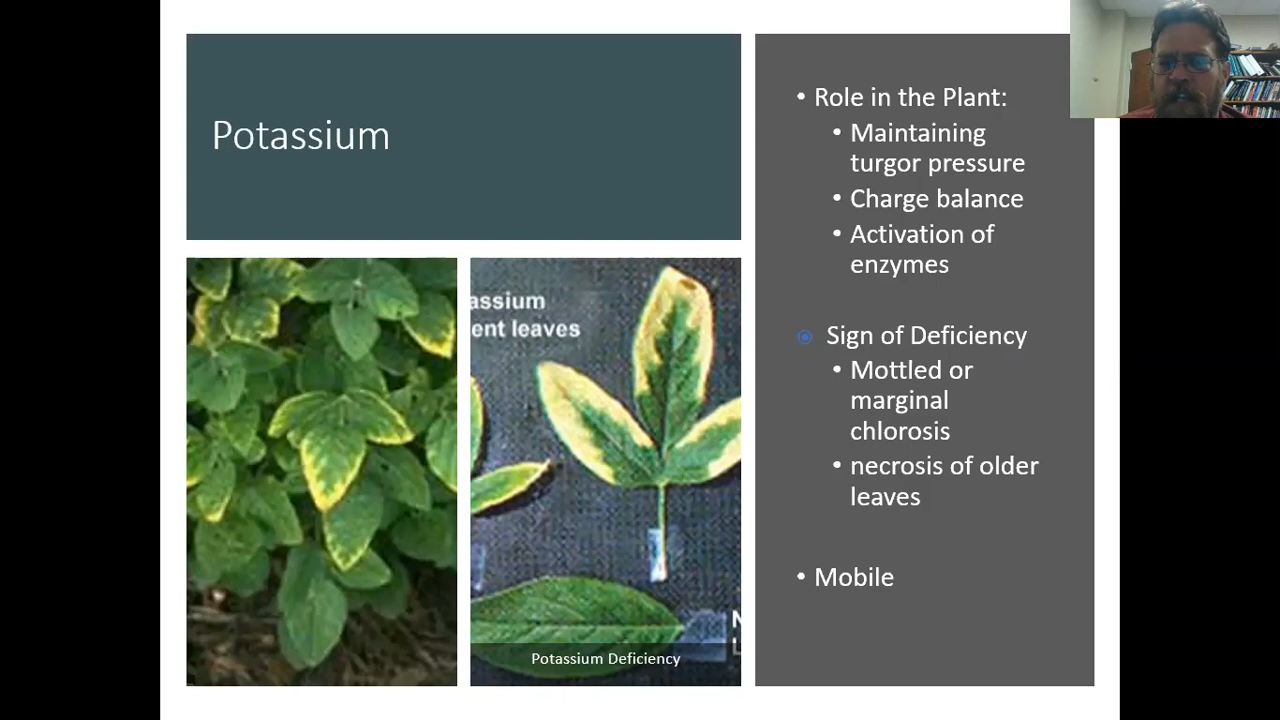 Potassium
• Role in the Plant:
• Maintaining
turgor pressure
• Charge balance
• Activation of
enzymes
Sign of Deficiency
• Mottled or
marginal
chlorosis
• necrosis of older
leaves
• Mobile
assium
ent leaves
Potassium Deficiency